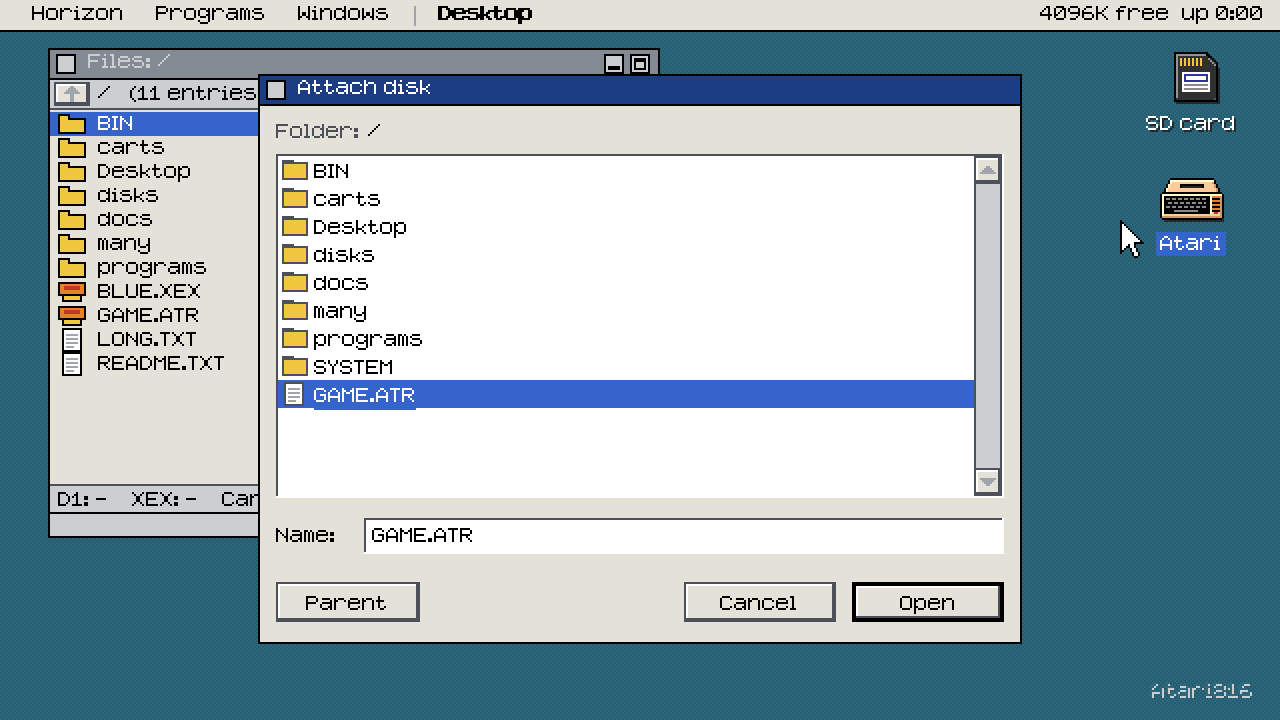 Horizon Programs Windows | Desktop 4096K free up 0:00
Files: /
/ (11 entries
BIN
carts
Desktop
disks
docs
many
programs
BLUE.XEX
GAME.ATR
LONG.TXT
README.TXT
D1: - XEX: - Car
Attach disk
Folder: /
BIN
carts
Desktop
disks
docs
many
programs
SYSTEM
GAME.ATR
Name: GAME.ATR
Parent Cancel Open
SD card
Atari
Atari816